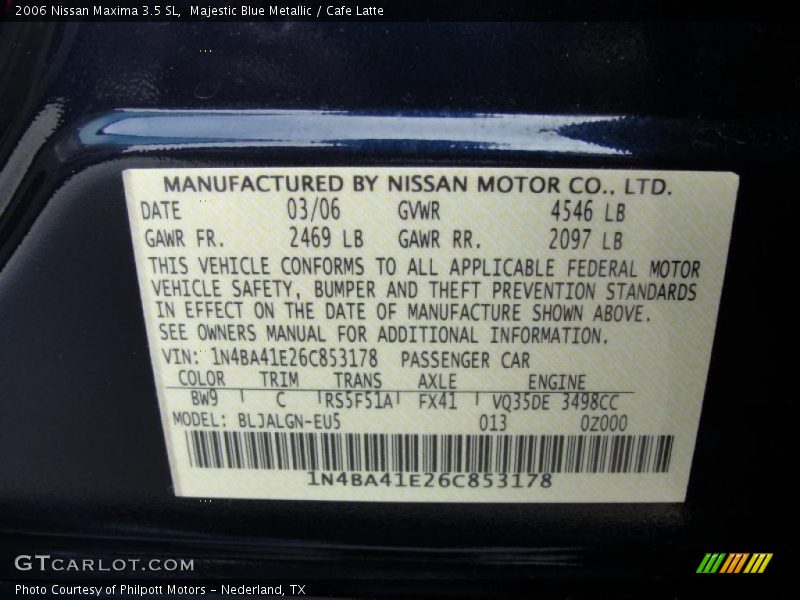 2006 Nissan Maxima 3.5 SL, Majestic Blue Metallic / Cafe Latte
MANUFACTURED BY NISSAN MOTOR CO., LTD.
DATE 03/06 GVWR 4546 LB
GAWR FR. 2469 LB GAWR RR. 2097 LB
THIS VEHICLE CONFORMS TO ALL APPLICABLE FEDERAL MOTOR
VEHICLE SAFETY, BUMPER AND THEFT PREVENTION STANDARDS
IN EFFECT ON THE DATE OF MANUFACTURE SHOWN ABOVE.
SEE OWNERS MANUAL FOR ADDITIONAL INFORMATION.
VIN: 1N4BA41E26C853178 PASSENGER CAR
COLOR TRIM TRANS AXLE ENGINE
BW9 C RS5F51A FX41 VQ35DE 3498CC
MODEL: BLJALGN-EU5 013 0Z000
1N4BA41E26C853178
GTCARLOT.COM
Photo Courtesy of Philpott Motors - Nederland, TX